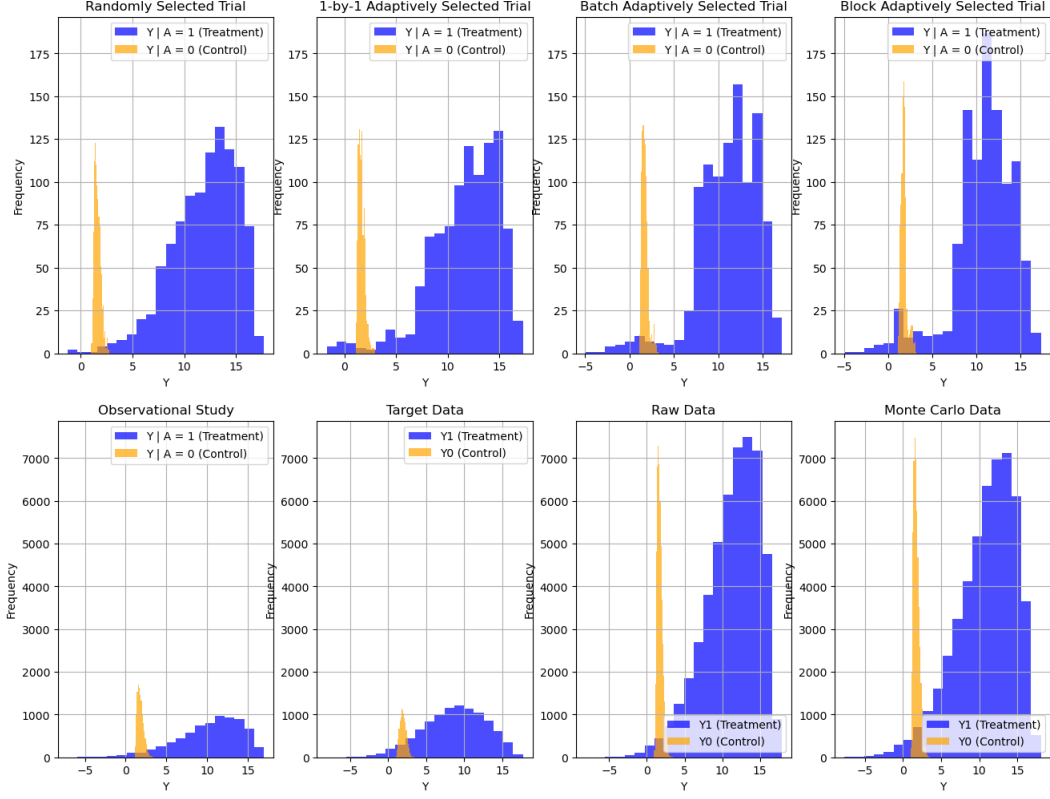 Randomly Selected Trial
175
150
125
100
75
50
25
0
Frequency
Y | A = 1 (Treatment)
Y | A = 0 (Control)
0
5
10
15
Y
1-by-1 Adaptively Selected Trial
175
150
125
100
75
50
25
0
Frequency
Y | A = 1 (Treatment)
Y | A = 0 (Control)
0
5
10
15
Y
Batch Adaptively Selected Trial
175
150
125
100
75
50
25
0
Frequency
Y | A = 1 (Treatment)
Y | A = 0 (Control)
−5
0
5
10
15
Y
Block Adaptively Selected Trial
175
150
125
100
75
50
25
0
Frequency
Y | A = 1 (Treatment)
Y | A = 0 (Control)
−5
0
5
10
15
Y
Observational Study
7000
6000
5000
4000
3000
2000
1000
0
Frequency
Y | A = 1 (Treatment)
Y | A = 0 (Control)
−5
0
5
10
15
Y
Target Data
7000
6000
5000
4000
3000
2000
1000
0
Frequency
Y1 (Treatment)
Y0 (Control)
−5
0
5
10
15
Y
Raw Data
7000
6000
5000
4000
3000
2000
1000
0
Frequency
Y1 (Treatment)
Y0 (Control)
−5
0
5
10
15
Y
Monte Carlo Data
7000
6000
5000
4000
3000
2000
1000
0
Frequency
Y1 (Treatment)
Y0 (Control)
−5
0
5
10
15
Y